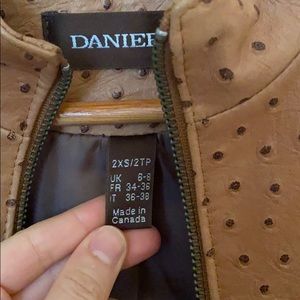 DANIER
2XS/2TP
UK 6-8
FR 34-36
IT 36-38
Made in
Canada